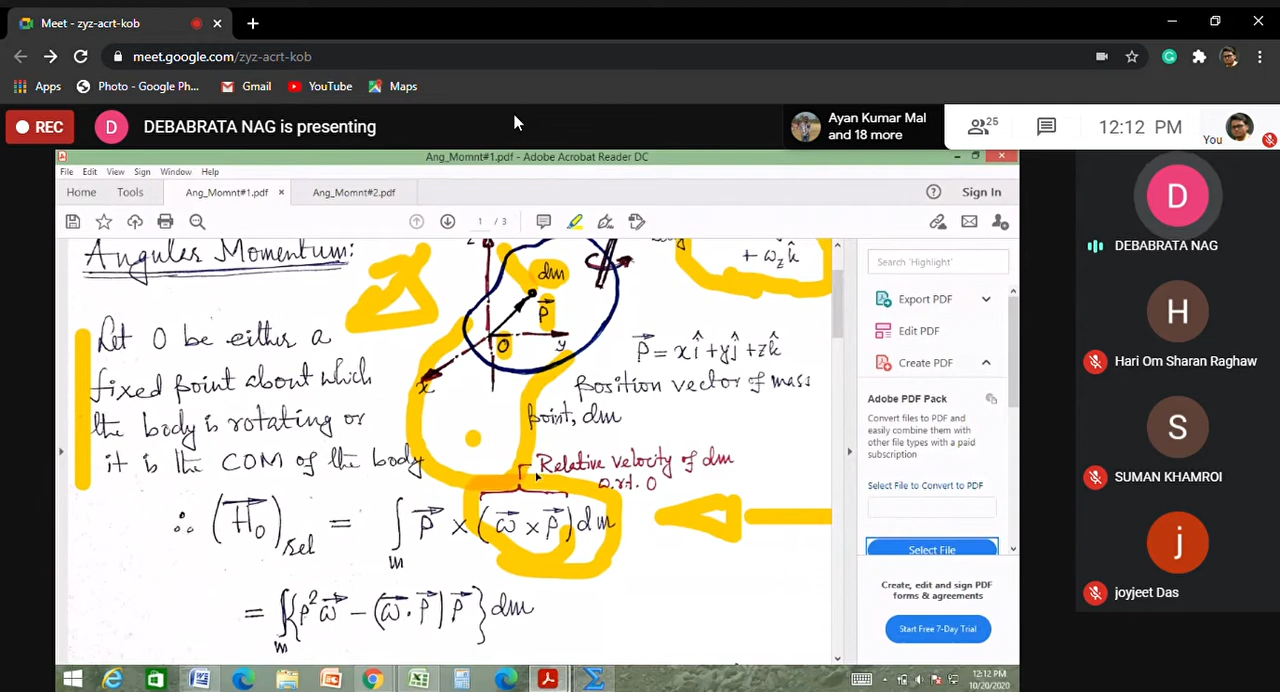 Meet - zyz-acrt-kob
meet.google.com/zyz-acrt-kob
Apps
Photo - Google Ph...
Gmail
YouTube
Maps
REC
D
DEBABRATA NAG is presenting
Ayan Kumar Mal
and 18 more
25
12:12 PM
You
Ang_Momnt#1.pdf - Adobe Acrobat Reader DC
File Edit View Sign Window Help
Home Tools Ang_Momnt#1.pdf × Ang_Momnt#2.pdf
Sign In
1 / 3
Angular Momentum:
z
dm
ρ⃗
O
y
x
+ ω_z k̂
Let O be either a
fixed point about which
the body is rotating or
it is the COM of the body
ρ⃗ = xî + yĵ + zk̂
position vector of mass
point, dm
Relative velocity of dm
w.r.t. O
∴ (H⃗_O)_rel = ∫_m ρ⃗ × (ω⃗ × ρ⃗) dm
= ∫_m {ρ² ω⃗ - (ω⃗ · ρ⃗) ρ⃗} dm
Search 'Highlight'
Export PDF
Edit PDF
Create PDF
Adobe PDF Pack
Convert files to PDF and
easily combine them with
other file types with a paid
subscription
Select File to Convert to PDF
Select File
Create, edit and sign PDF
forms & agreements
Start Free 7-Day Trial
12:12 PM
10/20/2020
D
DEBABRATA NAG
H
Hari Om Sharan Raghaw
S
SUMAN KHAMROI
j
joyjeet Das